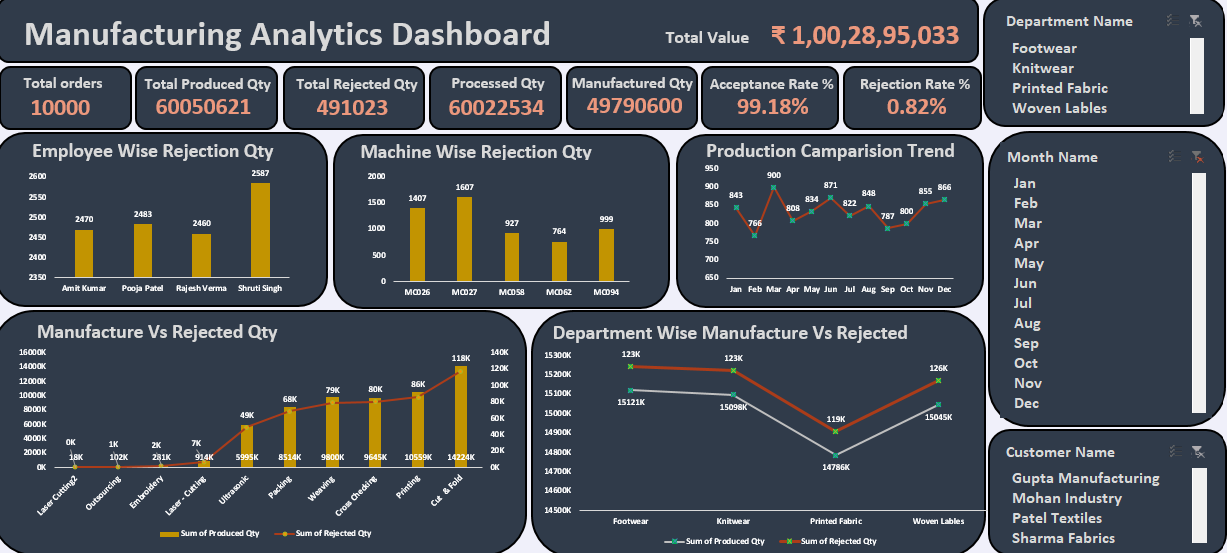 Manufacturing Analytics Dashboard
Total Value ₹ 1,00,28,95,033
Total orders
10000
Total Produced Qty
60050621
Total Rejected Qty
491023
Processed Qty
60022534
Manufactured Qty
49790600
Acceptance Rate %
99.18%
Rejection Rate %
0.82%
Department Name
Footwear
Knitwear
Printed Fabric
Woven Lables
Employee Wise Rejection Qty
2600
2550
2500
2450
2400
2350
2470
2483
2460
2587
Amit Kumar Pooja Patel Rajesh Verma Shruti Singh
Machine Wise Rejection Qty
2000
1500
1000
500
0
1407
1607
927
764
999
MC026 MC027 MC058 MC062 MC094
Production Camparision Trend
950
900
850
800
750
700
650
843
766
900
808
834
871
822
848
787
800
855
866
Jan Feb Mar Apr May Jun Jul Aug Sep Oct Nov Dec
Month Name
Jan
Feb
Mar
Apr
May
Jun
Jul
Aug
Sep
Oct
Nov
Dec
Manufacture Vs Rejected Qty
16000K
14000K
12000K
10000K
8000K
6000K
4000K
2000K
0K
0K
1K
2K
7K
49K
68K
79K
80K
86K
118K
18K
102K
281K
914K
5995K
8514K
9800K
9645K
10559K
14224K
140K
120K
100K
80K
60K
40K
20K
0K
Laser Cutting2
Outsourcing
Embroidery
Laser - Cutting
Ultrasonic
Packing
Weaving
Cross Checking
Printing
Cut & Fold
Sum of Produced Qty Sum of Rejected Qty
Department Wise Manufacture Vs Rejected
15300K
15200K
15100K
15000K
14900K
14800K
14700K
14600K
14500K
123K
123K
119K
126K
15121K
15098K
14786K
15045K
Footwear Knitwear Printed Fabric Woven Lables
Sum of Produced Qty Sum of Rejected Qty
Customer Name
Gupta Manufacturing
Mohan Industry
Patel Textiles
Sharma Fabrics